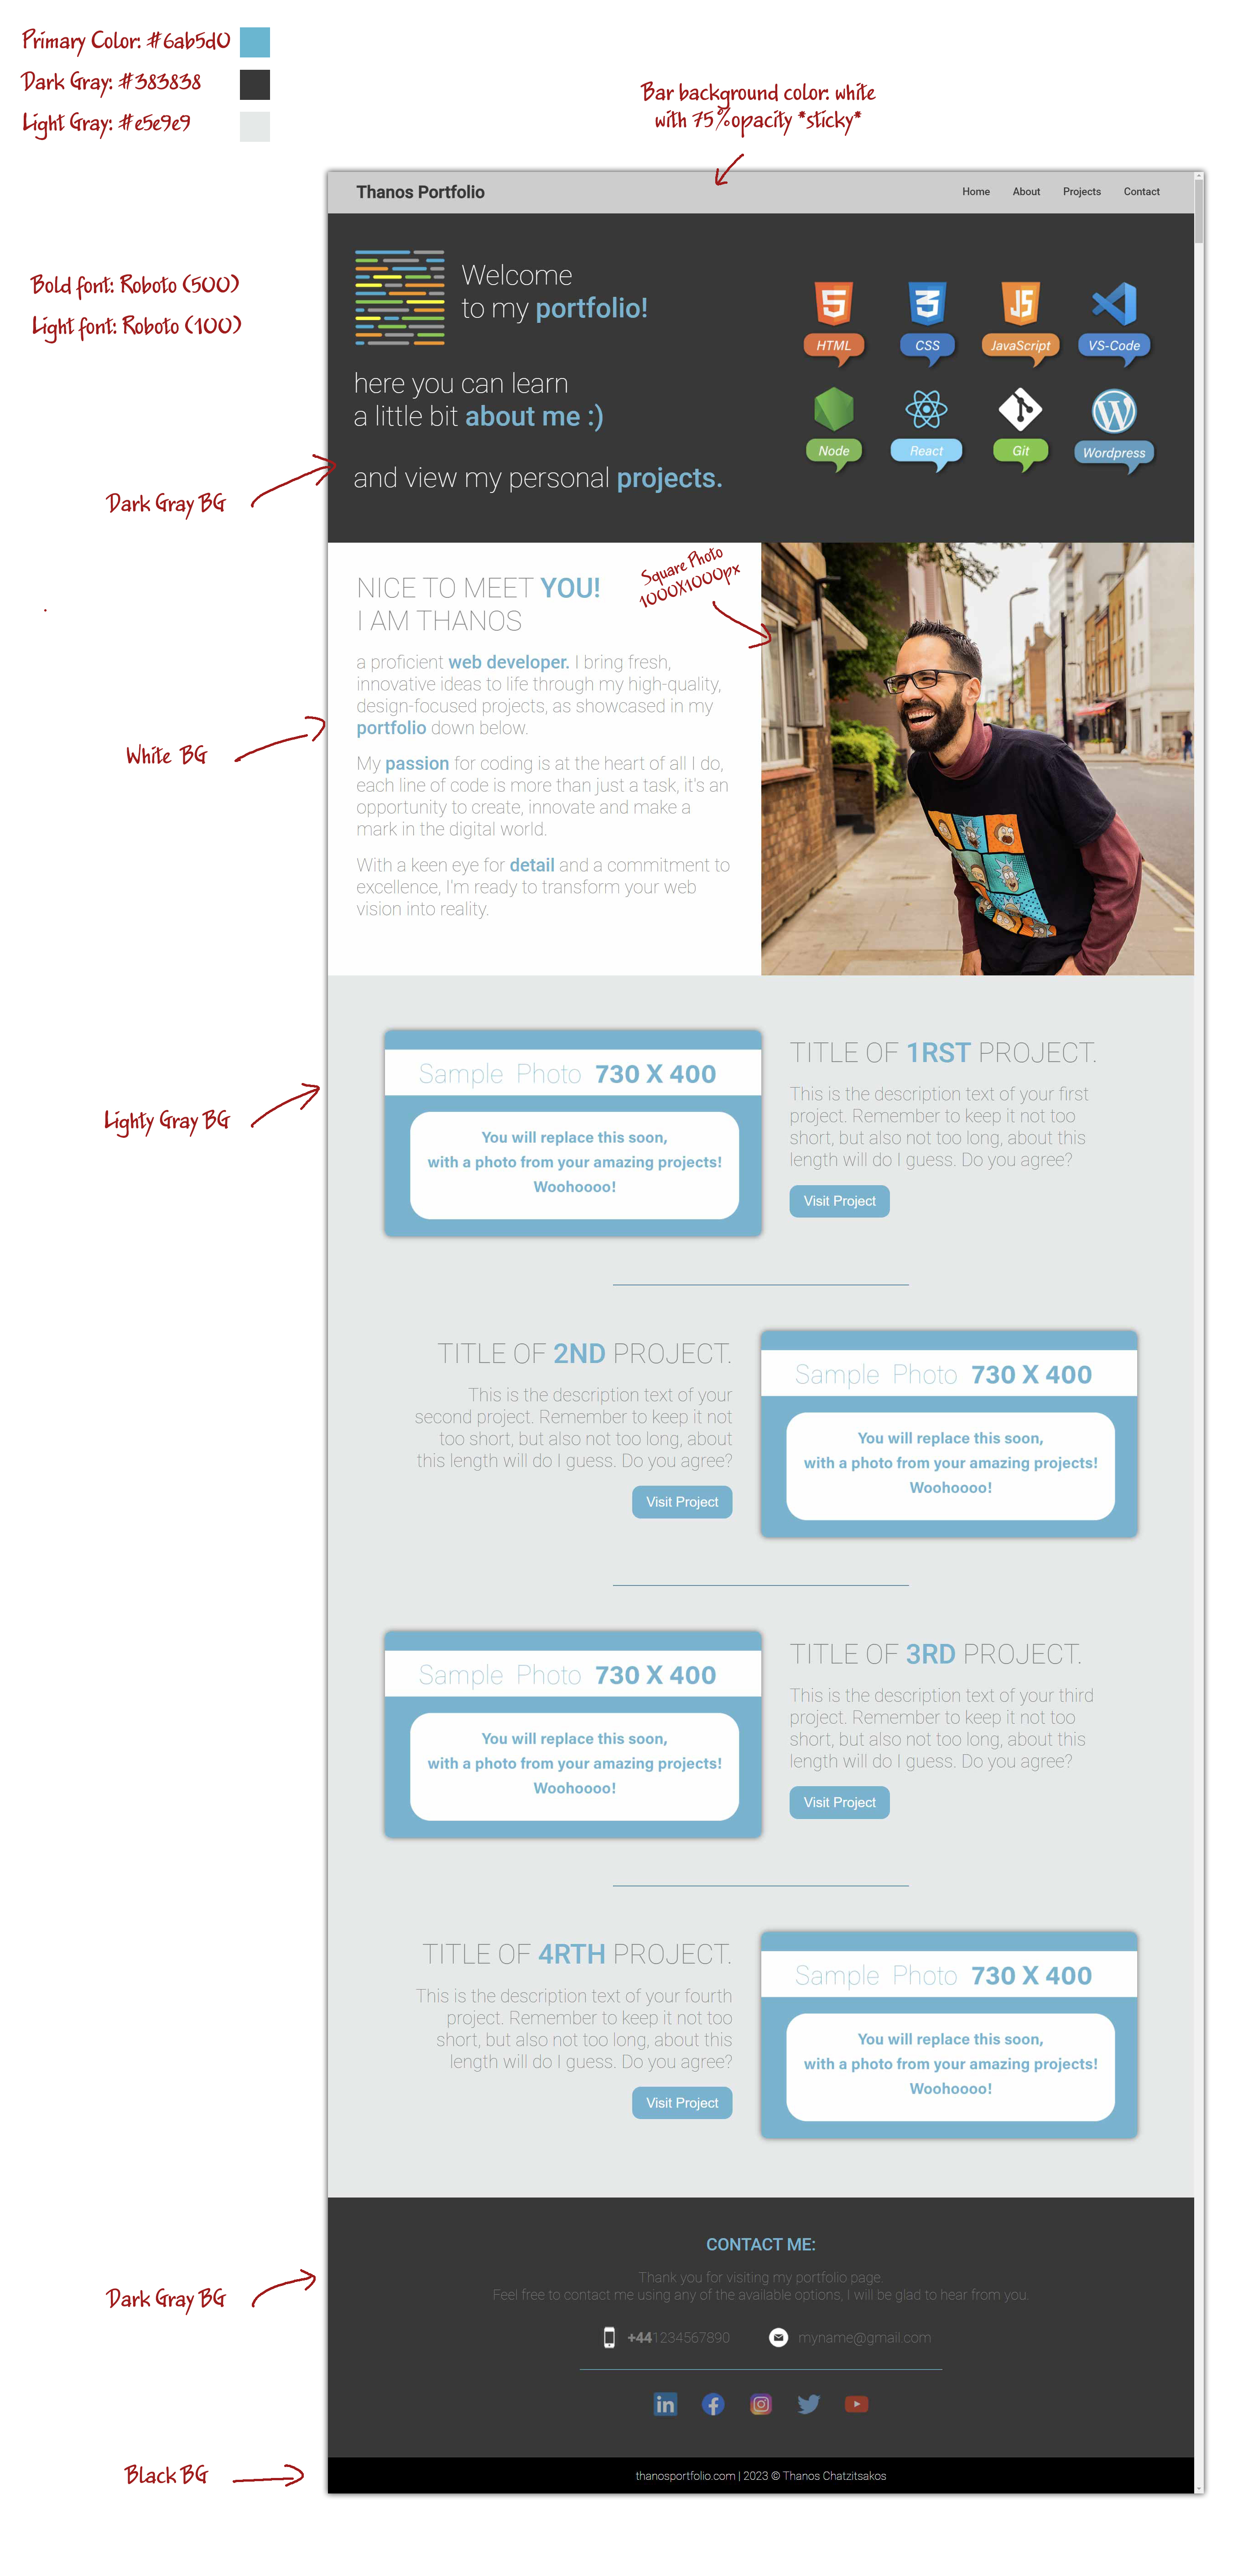 Primary Color: #6ab5d0
Dark Gray: #383838
Light Gray: #e5e9e9
Bar background color: white
with 75%opacity *sticky*
Thanos Portfolio
Home About Projects Contact
Bold font: Roboto (500)
Light font: Roboto (100)
Welcome
to my portfolio!
here you can learn
a little bit about me :)
and view my personal projects.
HTML CSS JavaScript VS-Code
Node React Git Wordpress
Dark Gray BG
NICE TO MEET YOU!
I AM THANOS
Square Photo
1000X1000px
a proficient web developer. I bring fresh,
innovative ideas to life through my high-quality,
design-focused projects, as showcased in my
portfolio down below.
My passion for coding is at the heart of all I do,
each line of code is more than just a task, it's an
opportunity to create, innovate and make a
mark in the digital world.
With a keen eye for detail and a commitment to
excellence, I'm ready to transform your web
vision into reality.
White BG
Lighty Gray BG
Sample Photo 730 X 400
You will replace this soon,
with a photo from your amazing projects!
Woohoooo!
TITLE OF 1RST PROJECT.
This is the description text of your first
project. Remember to keep it not too
short, but also not too long, about this
length will do I guess. Do you agree?
Visit Project
TITLE OF 2ND PROJECT.
This is the description text of your
second project. Remember to keep it not
too short, but also not too long, about
this length will do I guess. Do you agree?
Visit Project
Sample Photo 730 X 400
You will replace this soon,
with a photo from your amazing projects!
Woohoooo!
Sample Photo 730 X 400
You will replace this soon,
with a photo from your amazing projects!
Woohoooo!
TITLE OF 3RD PROJECT.
This is the description text of your third
project. Remember to keep it not too
short, but also not too long, about this
length will do I guess. Do you agree?
Visit Project
TITLE OF 4RTH PROJECT.
This is the description text of your fourth
project. Remember to keep it not too
short, but also not too long, about this
length will do I guess. Do you agree?
Visit Project
Sample Photo 730 X 400
You will replace this soon,
with a photo from your amazing projects!
Woohoooo!
Dark Gray BG
CONTACT ME:
Thank you for visiting my portfolio page.
Feel free to contact me using any of the available options, I will be glad to hear from you.
+441234567890 myname@gmail.com
Black BG
thanosportfolio.com | 2023 © Thanos Chatzitsakos